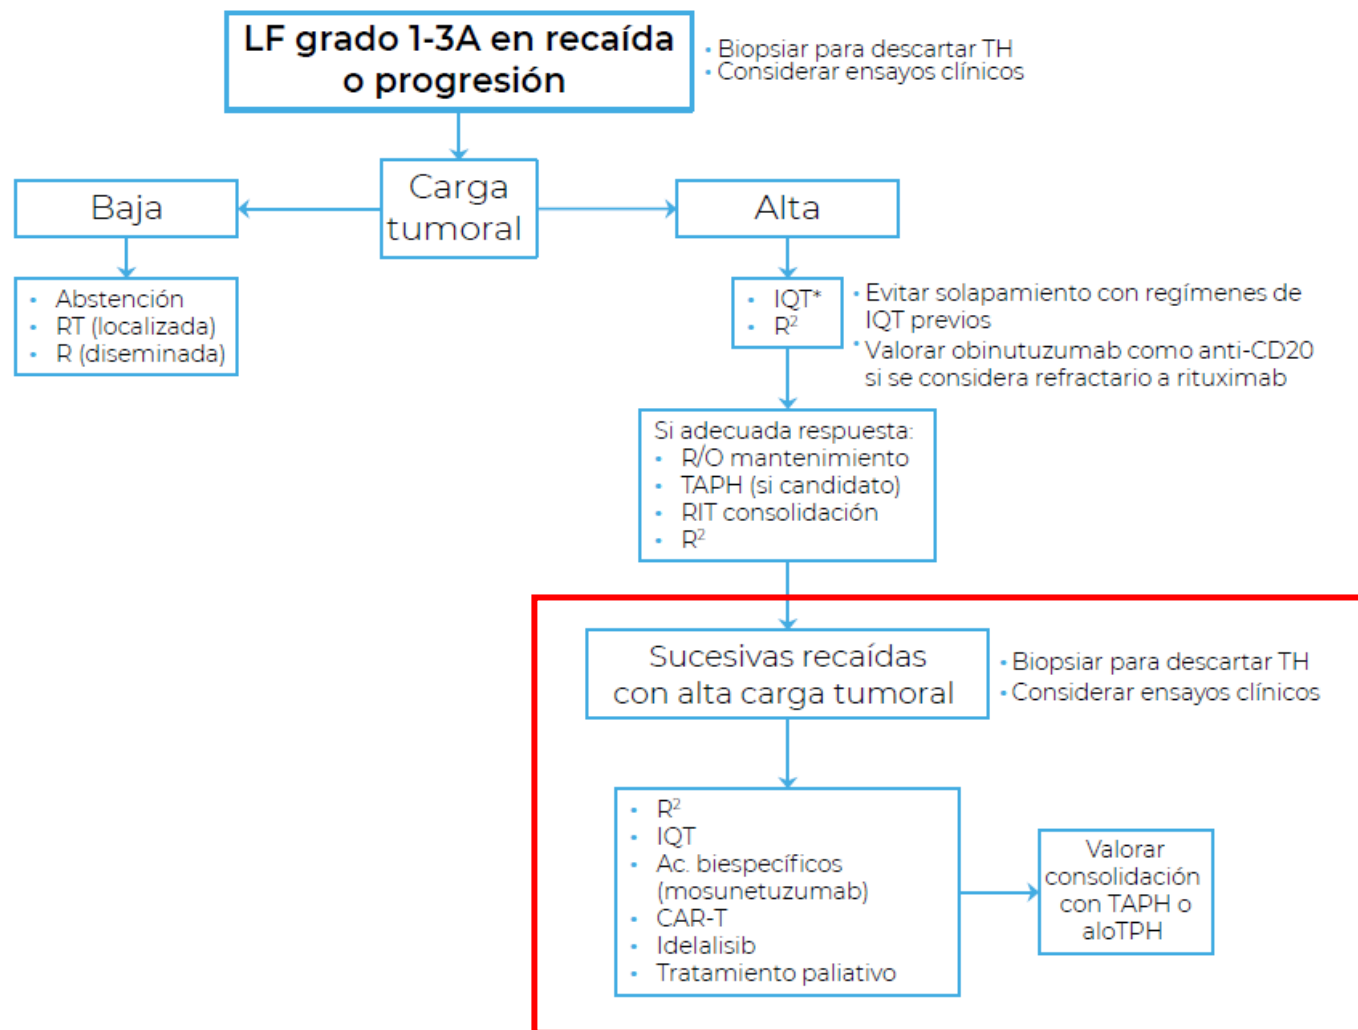 LF grado 1-3A en recaída
o progresión
• Biopsiar para descartar TH
• Considerar ensayos clínicos
Carga
tumoral
Baja
Alta
• Abstención
• RT (localizada)
• R (diseminada)
• IQT*
• R²
• Evitar solapamiento con regímenes de
IQT previos
• Valorar obinutuzumab como anti-CD20
si se considera refractario a rituximab
Si adecuada respuesta:
• R/O mantenimiento
• TAPH (si candidato)
• RIT consolidación
• R²
Sucesivas recaídas
con alta carga tumoral
• Biopsiar para descartar TH
• Considerar ensayos clínicos
• R²
• IQT
• Ac. biespecíficos
(mosunetuzumab)
• CAR-T
• Idelalisib
• Tratamiento paliativo
Valorar
consolidación
con TAPH o
aloTPH